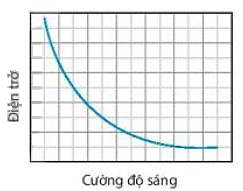 Điện trở
Cường độ sáng